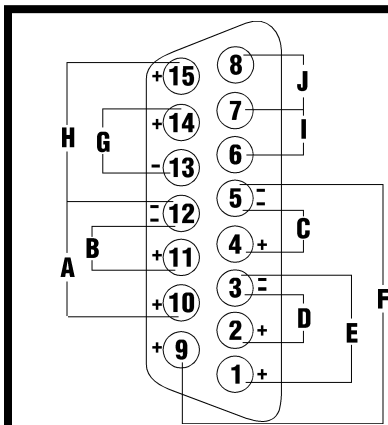 + 15 8 J
H + 14 7
G I
- 13 6
= 12 5 =
B C
A + 11 4 +
F
+ 10 3 =
D E
2 +
+ 9
1 +